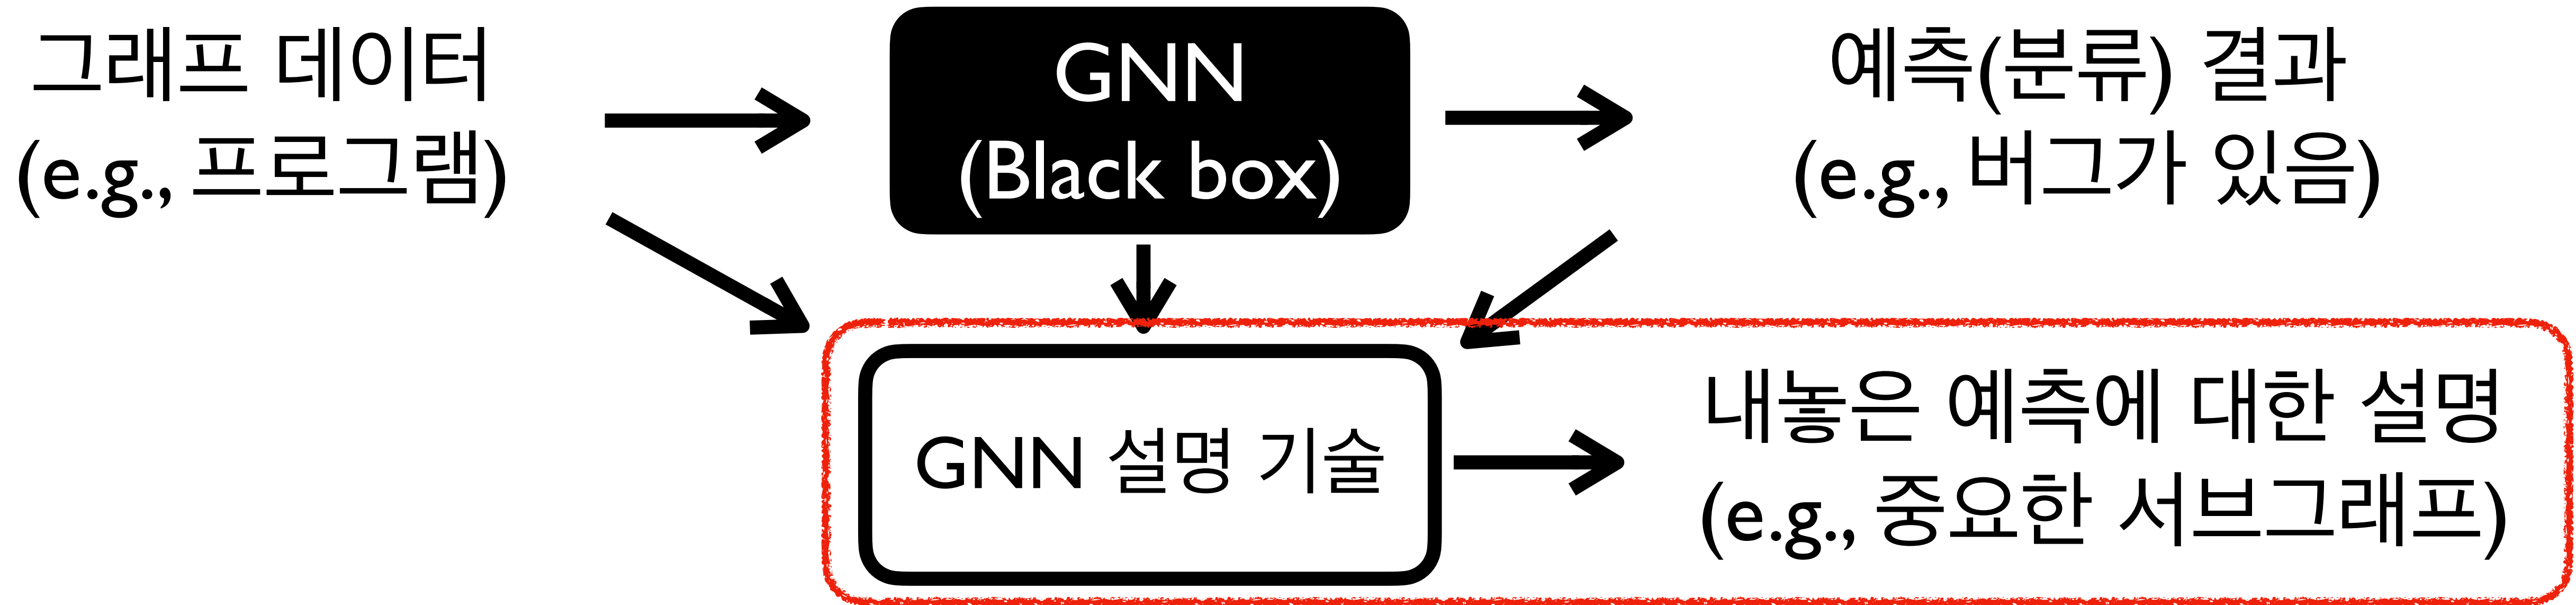 그래프 데이터
(e.g., 프로그램)
GNN
(Black box)
예측(분류) 결과
(e.g., 버그가 있음)
GNN 설명 기술
내놓은 예측에 대한 설명
(e.g., 중요한 서브그래프)